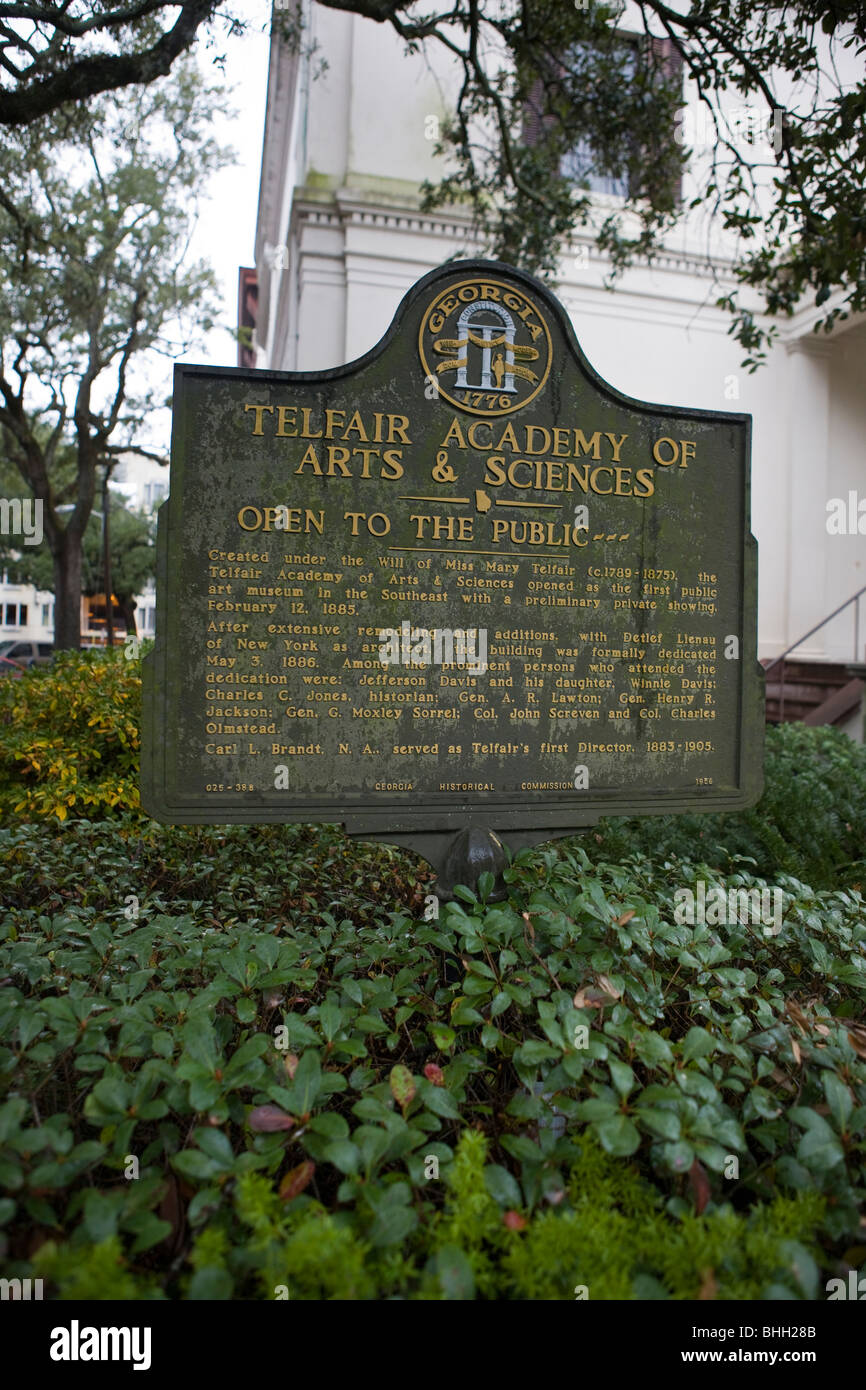 GEORGIA
CONSTITUTION
1776
TELFAIR ACADEMY OF
ARTS & SCIENCES
OPEN TO THE PUBLIC~~~
Created under the Will of Miss Mary Telfair (c.1789-1875), the
Telfair Academy of Arts & Sciences opened as the first public
art museum in the Southeast with a preliminary private showing,
February 12, 1885.
After extensive remodeling and additions, with Detlef Lienau
of New York as architect, the building was formally dedicated
May 3, 1886. Among the prominent persons who attended the
dedication were: Jefferson Davis and his daughter, Winnie Davis;
Charles C. Jones, historian; Gen. A. R. Lawton; Gen. Henry R.
Jackson; Gen. G. Moxley Sorrel; Col. John Screven and Col. Charles
Olmstead.
Carl L. Brandt, N. A., served as Telfair's first Director, 1883-1905.
025-38B GEORGIA HISTORICAL COMMISSION 1956
alamy
Image ID: BHH28B
www.alamy.com